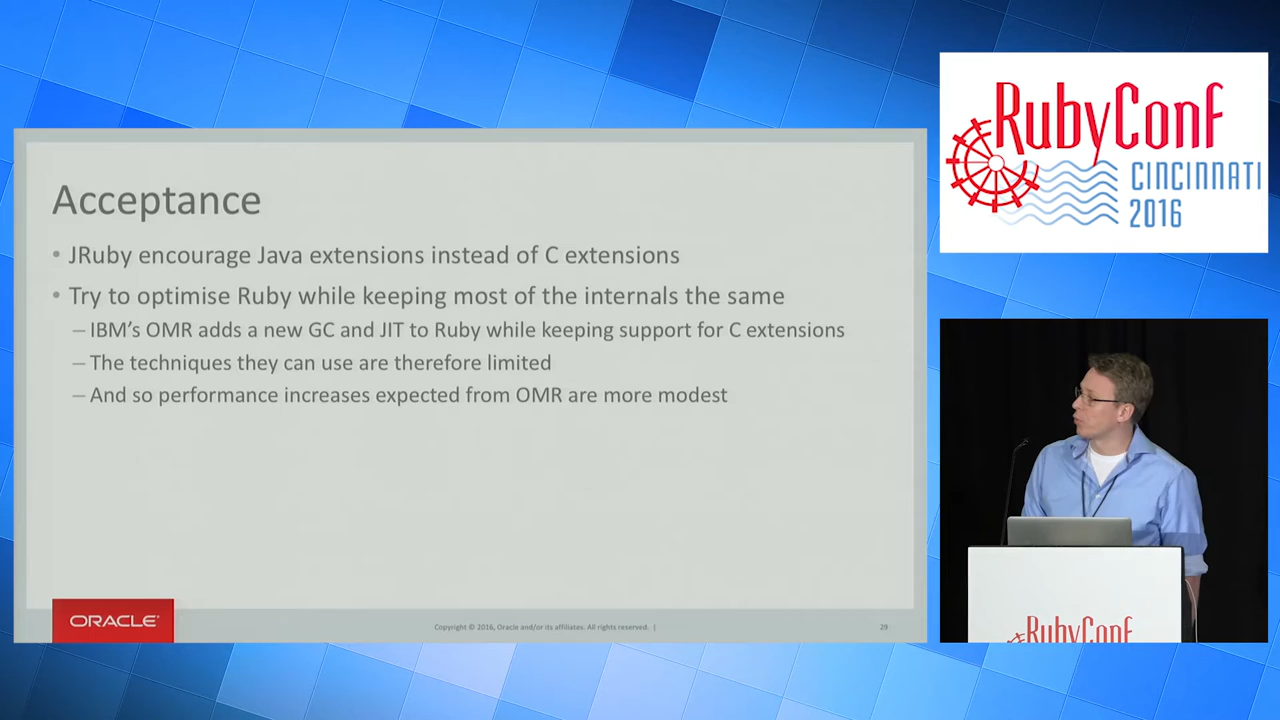 Acceptance
• JRuby encourage Java extensions instead of C extensions
• Try to optimise Ruby while keeping most of the internals the same
– IBM's OMR adds a new GC and JIT to Ruby while keeping support for C extensions
– The techniques they can use are therefore limited
– And so performance increases expected from OMR are more modest
ORACLE®
Copyright © 2016, Oracle and/or its affiliates. All rights reserved. |
29
RubyConf
CINCINNATI
2016
RubyConf